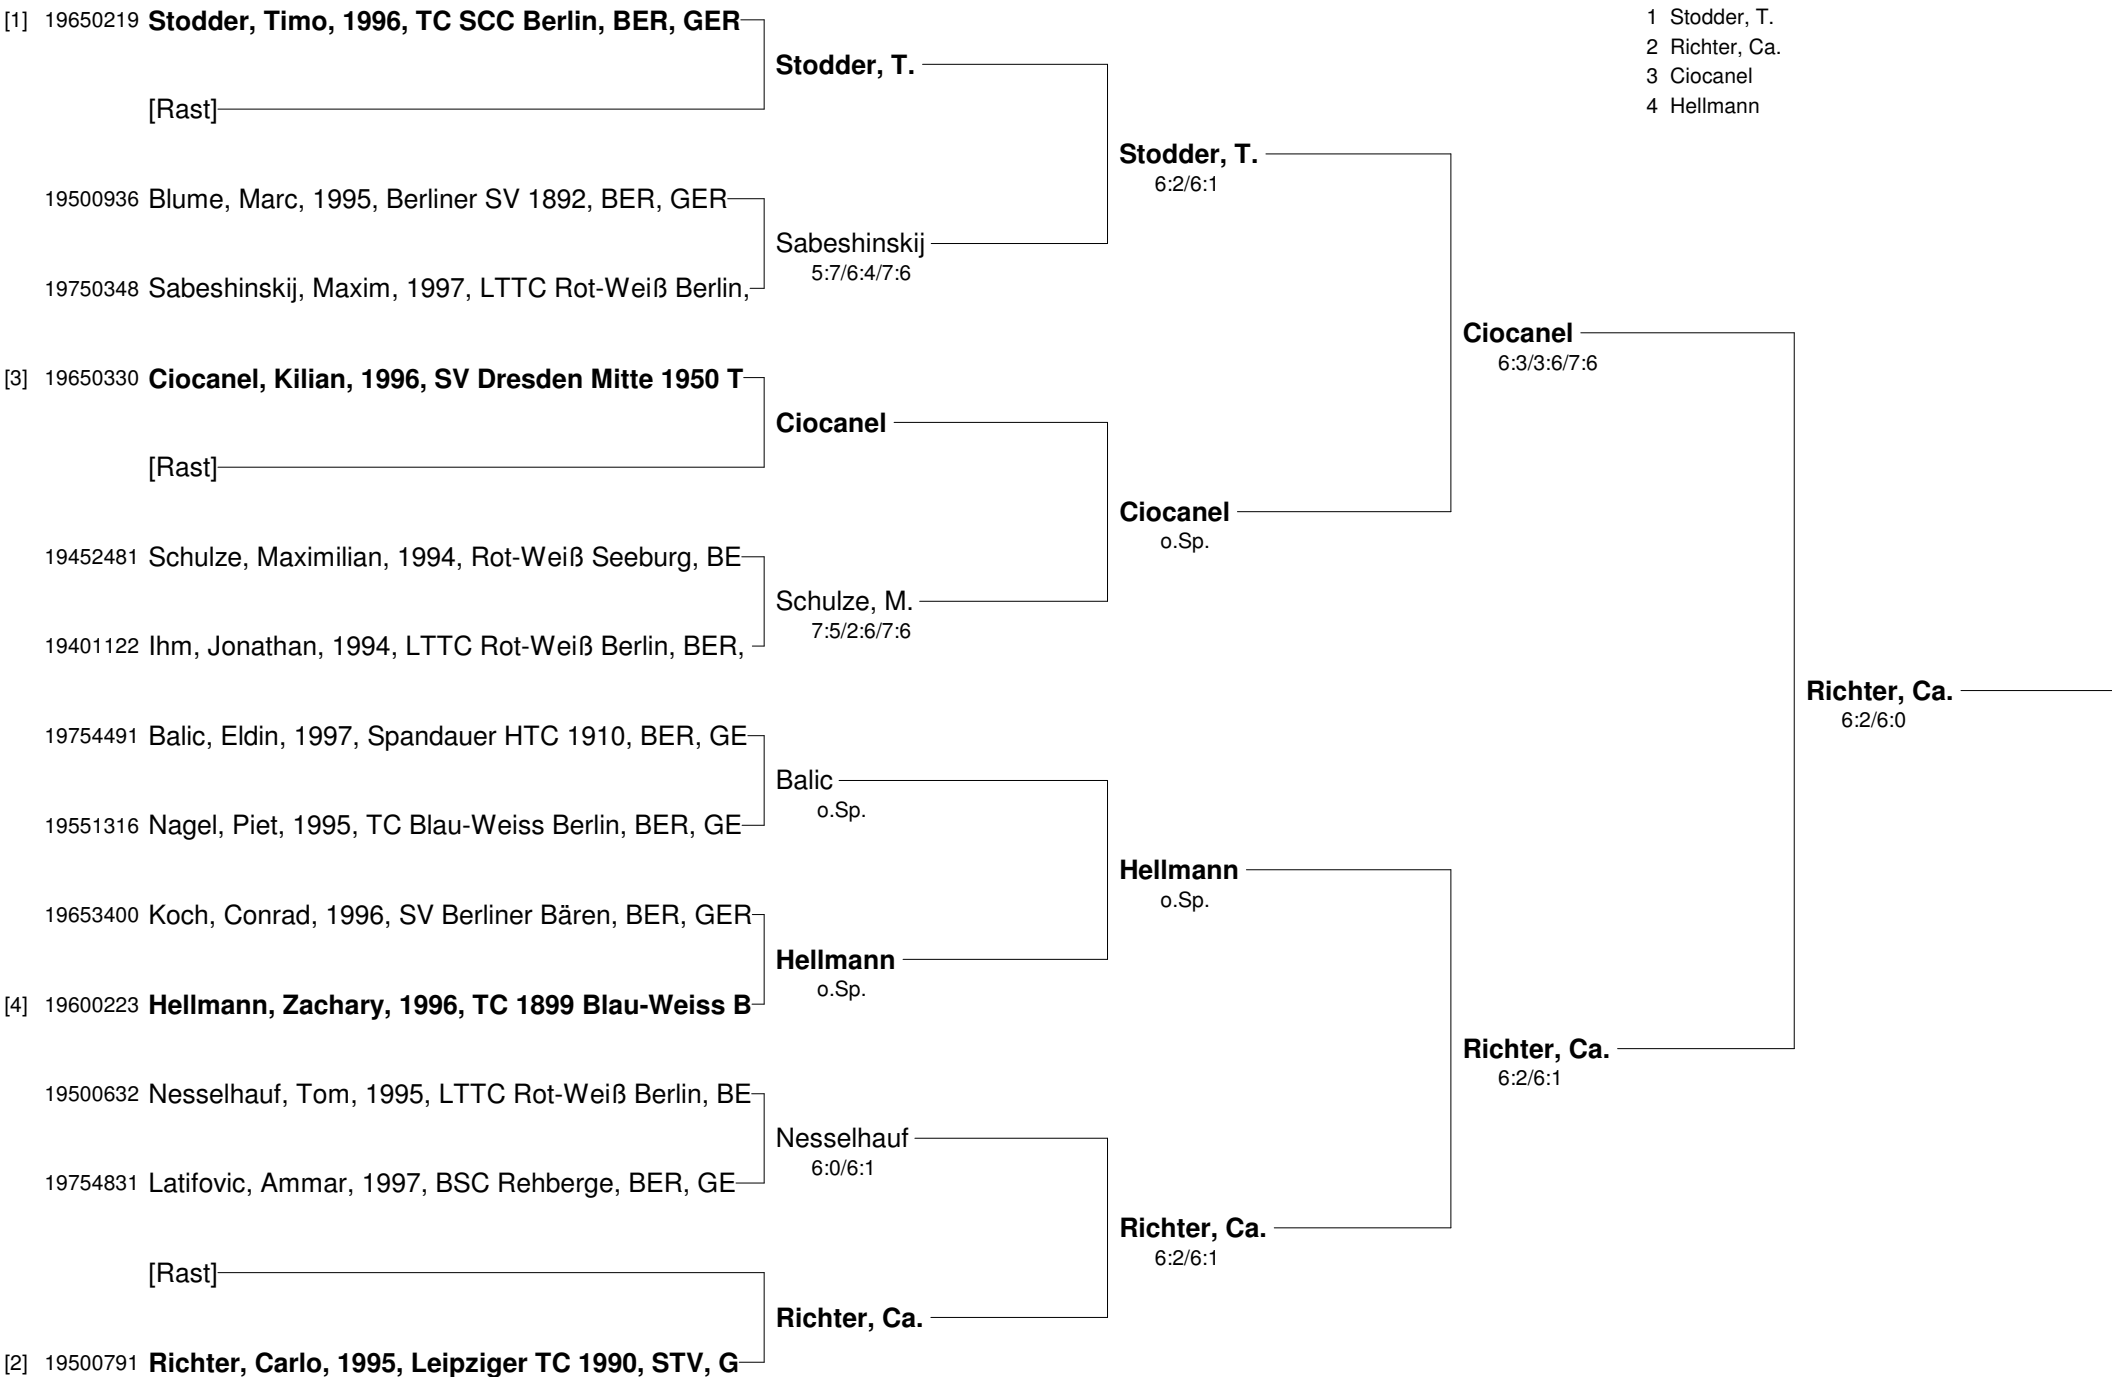 [1] 19650219 Stodder, Timo, 1996, TC SCC Berlin, BER, GER
[Rast]
19500936 Blume, Marc, 1995, Berliner SV 1892, BER, GER
19750348 Sabeshinskij, Maxim, 1997, LTTC Rot-Weiß Berlin,
[3] 19650330 Ciocanel, Kilian, 1996, SV Dresden Mitte 1950 T
[Rast]
19452481 Schulze, Maximilian, 1994, Rot-Weiß Seeburg, BE
19401122 Ihm, Jonathan, 1994, LTTC Rot-Weiß Berlin, BER,
19754491 Balic, Eldin, 1997, Spandauer HTC 1910, BER, GE
19551316 Nagel, Piet, 1995, TC Blau-Weiss Berlin, BER, GE
19653400 Koch, Conrad, 1996, SV Berliner Bären, BER, GER
[4] 19600223 Hellmann, Zachary, 1996, TC 1899 Blau-Weiss B
19500632 Nesselhauf, Tom, 1995, LTTC Rot-Weiß Berlin, BE
19754831 Latifovic, Ammar, 1997, BSC Rehberge, BER, GE
[Rast]
[2] 19500791 Richter, Carlo, 1995, Leipziger TC 1990, STV, G
Stodder, T.
Sabeshinskij
5:7/6:4/7:6
Ciocanel
Schulze, M.
7:5/2:6/7:6
Balic
o.Sp.
Hellmann
o.Sp.
Nesselhauf
6:0/6:1
Richter, Ca.
Stodder, T.
6:2/6:1
Ciocanel
o.Sp.
Hellmann
o.Sp.
Richter, Ca.
6:2/6:1
Ciocanel
6:3/3:6/7:6
Richter, Ca.
6:2/6:1
Richter, Ca.
6:2/6:0
1 Stodder, T.
2 Richter, Ca.
3 Ciocanel
4 Hellmann